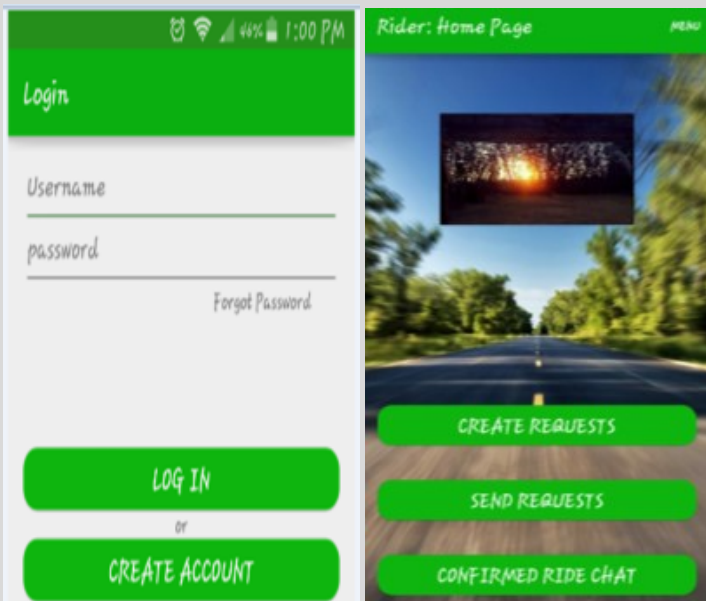 46% 1:00 PM
Login
Username
password
Forgot Password
LOG IN
or
CREATE ACCOUNT
Rider: Home Page MENU
CREATE REQUESTS
SEND REQUESTS
CONFIRMED RIDE CHAT